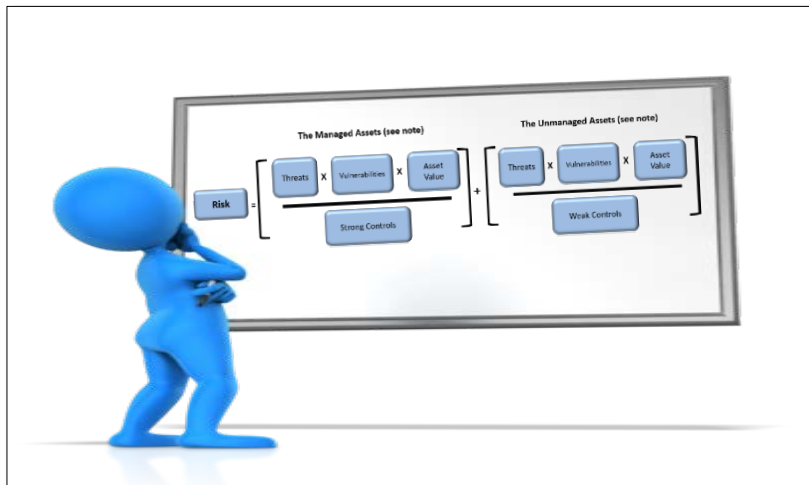 The Managed Assets (see note)
The Unmanaged Assets (see note)
Risk = [ Threats X Vulnerabilities X Asset Value ] + [ Threats X Vulnerabilities X Asset Value ]
Strong Controls
Weak Controls